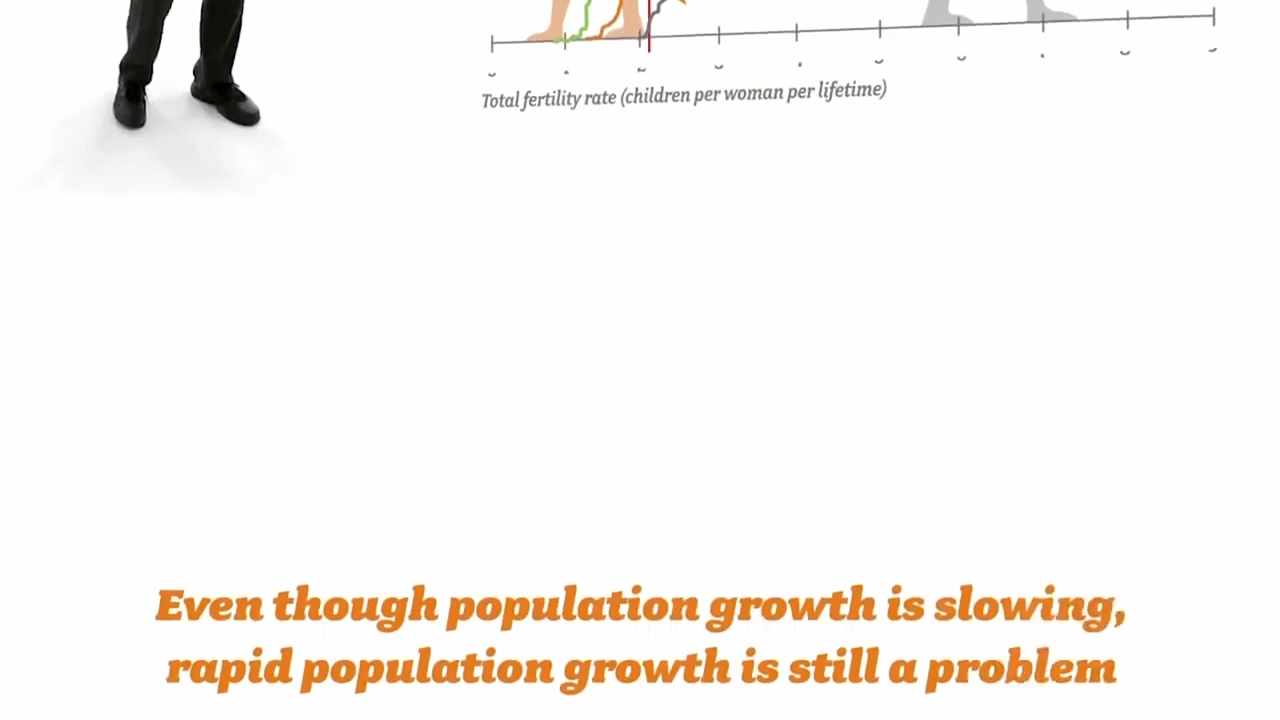 Total fertility rate (children per woman per lifetime)
Even though population growth is slowing,
rapid population growth is still a problem